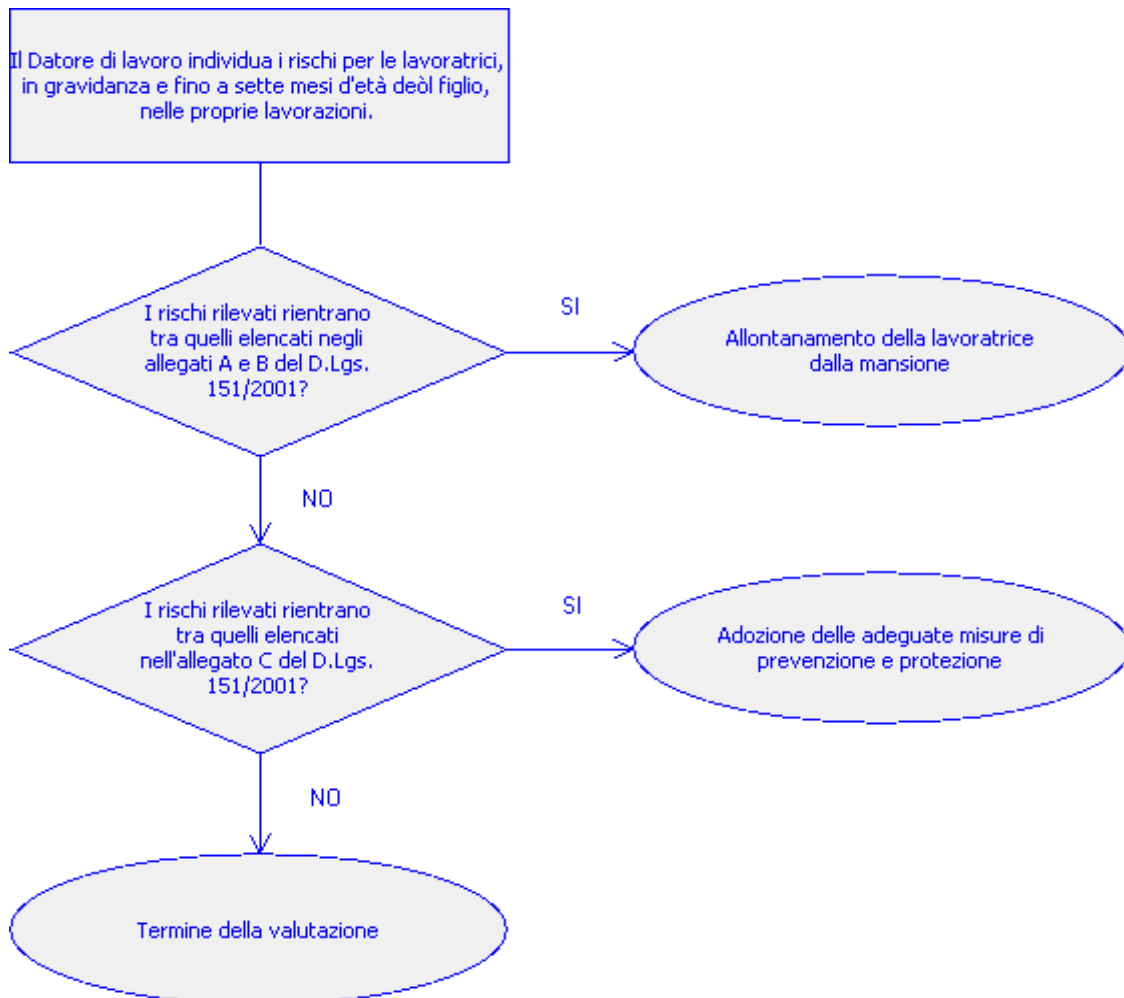 Il Datore di lavoro individua i rischi per le lavoratrici,
in gravidanza e fino a sette mesi d'età deòl figlio,
nelle proprie lavorazioni.
I rischi rilevati rientrano
tra quelli elencati negli
allegati A e B del D.Lgs.
151/2001?
SI
Allontanamento della lavoratrice
dalla mansione
NO
I rischi rilevati rientrano
tra quelli elencati
nell'allegato C del D.Lgs.
151/2001?
SI
Adozione delle adeguate misure di
prevenzione e protezione
NO
Termine della valutazione